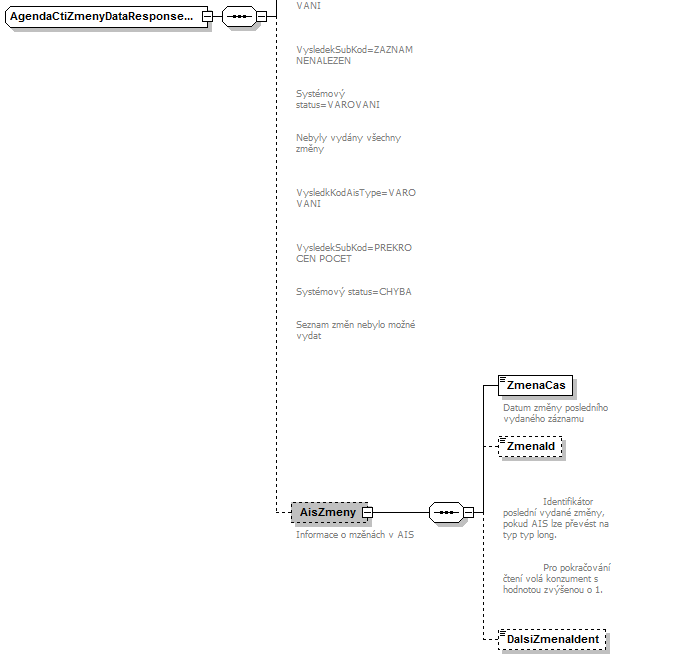 AgendaCtiZmenyDataResponse...
VANI
VysledekSubKod=ZAZNAM
NENALEZEN
Systémový
status=VAROVANI
Nebyly vydány všechny
změny
VysledkKodAisType=VARO
VANI
VysledekSubKod=PREKRO
CEN POCET
Systémový status=CHYBA
Seznam změn nebylo možné
vydat
ZmenaCas
Datum změny posledního
vydaného záznamu
ZmenaId
Identifikátor
poslední vydané změny,
pokud AIS lze převést na
typ typ long.
Pro pokračování
čtení volá konzument s
hodnotou zvýšenou o 1.
AisZmeny
Informace o mzěnách v AIS
DalsiZmenaIdent